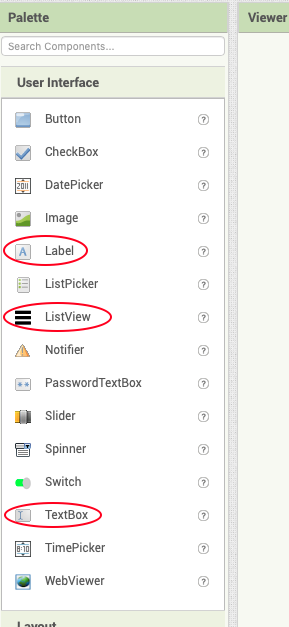 Palette
Viewer
Search Components...
User Interface
Button
CheckBox
DatePicker
Image
Label
ListPicker
ListView
Notifier
PasswordTextBox
Slider
Spinner
Switch
TextBox
TimePicker
WebViewer
Layout